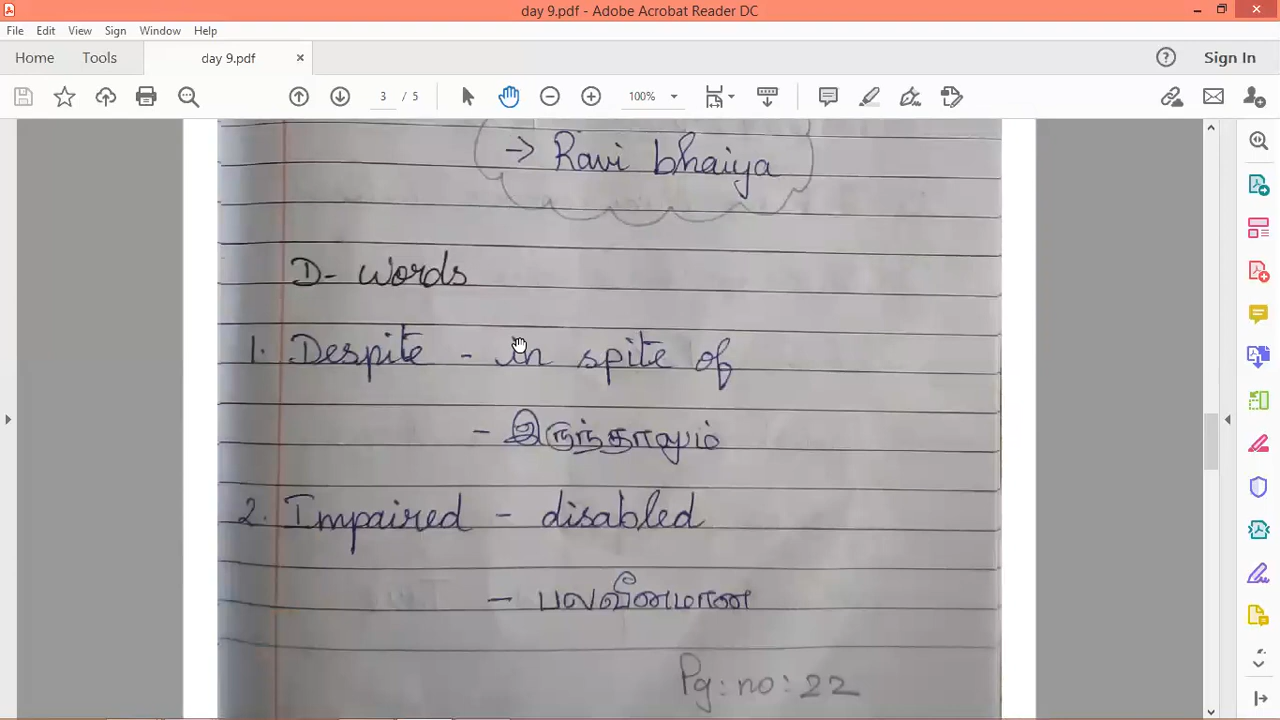 day 9.pdf - Adobe Acrobat Reader DC
File Edit View Sign Window Help
Home Tools day 9.pdf × Sign In
3 / 5 100%
→ Ravi bhaiya
D- Words
1. Despite - in spite of
- இருந்தாலும்
2. Impaired - disabled
- பலவீனமான
Pg: no: 22